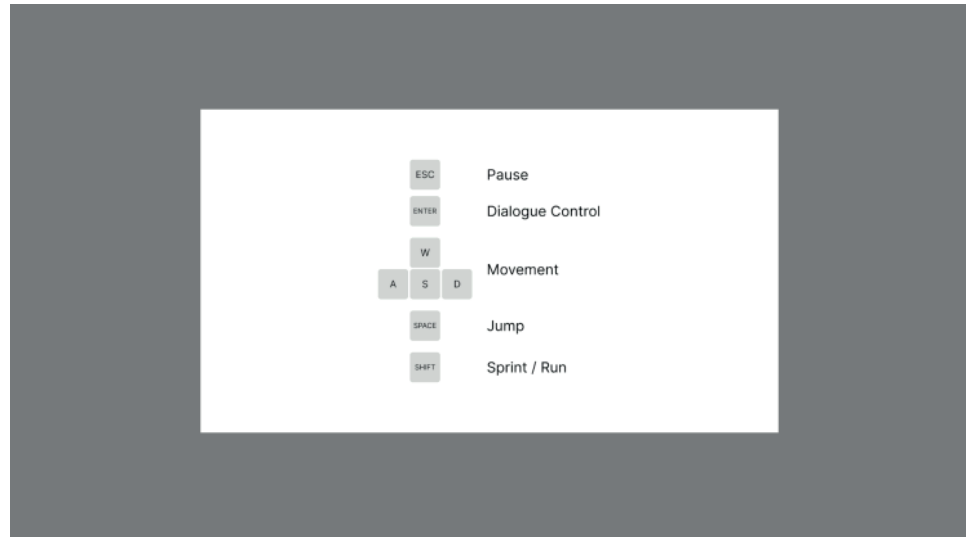 ESC Pause
ENTER Dialogue Control
W
Movement
A S D
SPACE Jump
SHIFT Sprint / Run